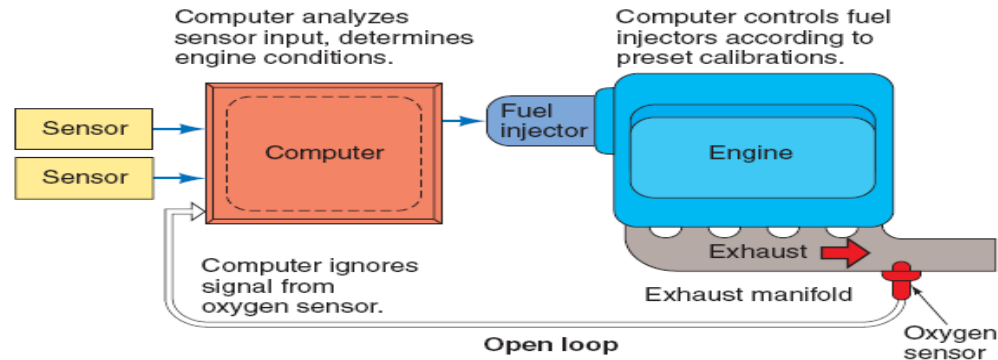 Computer analyzes
sensor input, determines
engine conditions.
Computer controls fuel
injectors according to
preset calibrations.
Sensor
Sensor
Computer
Fuel
injector
Engine
Exhaust
Computer ignores
signal from
oxygen sensor.
Exhaust manifold
Oxygen
sensor
Open loop